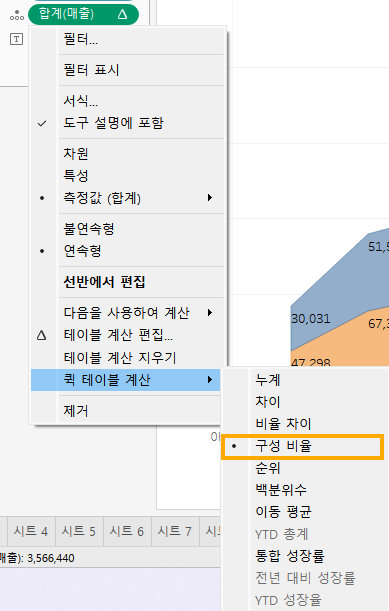 합계(매출)
T
필터...
필터 표시
서식...
도구 설명에 포함
차원
특성
측정값 (합계)
불연속형
연속형
선반에서 편집
다음을 사용하여 계산
테이블 계산 편집...
테이블 계산 지우기
퀵 테이블 계산
제거
51,5
30,031
67,3
47,298
누계
차이
비율 차이
구성 비율
순위
백분위수
이동 평균
YTD 총계
통합 성장률
전년 대비 성장률
YTD 성장율
시트 4 시트 5 시트 6 시트 7
매출): 3,566,440